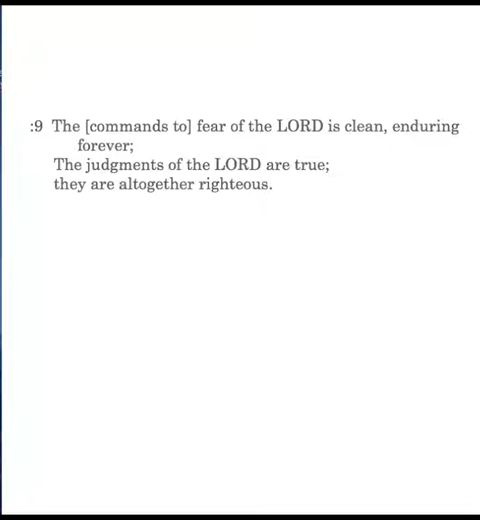 :9 The [commands to] fear of the LORD is clean, enduring
forever;
The judgments of the LORD are true;
they are altogether righteous.